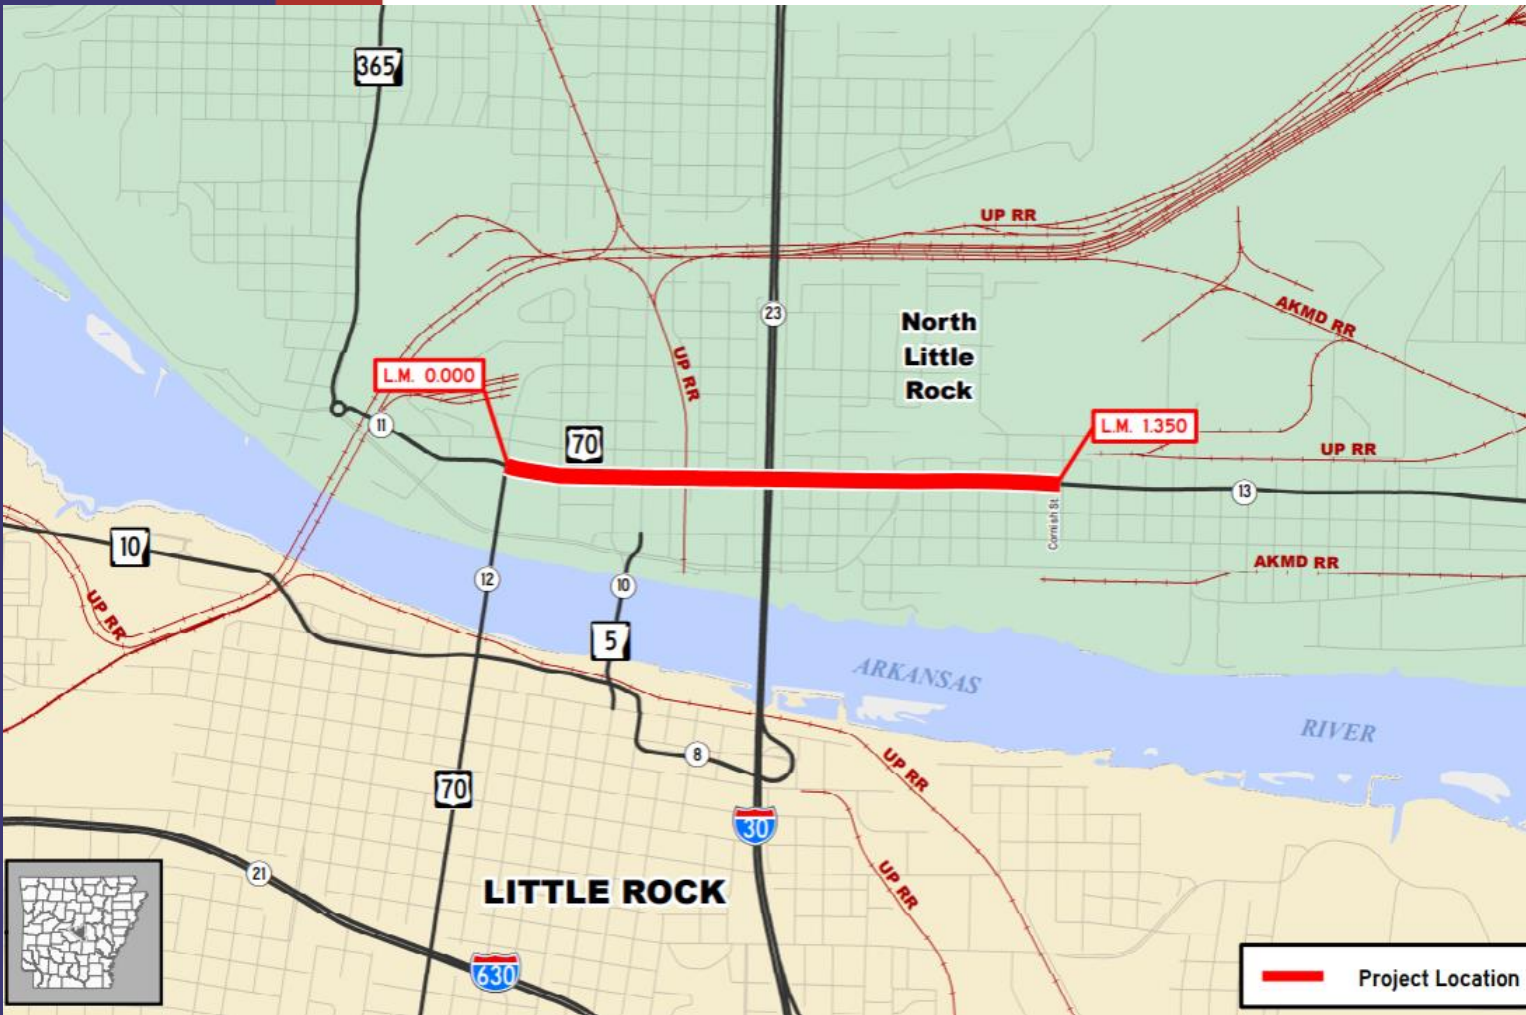 365
UP RR
AKMD RR
23
North
Little
Rock
UP RR
L.M. 0.000
11
70
L.M. 1.350
UP RR
13
Cornish St.
10
12
10
AKMD RR
UP RR
5
ARKANSAS
RIVER
8
UP RR
70
30
21
UP RR
LITTLE ROCK
630
Project Location